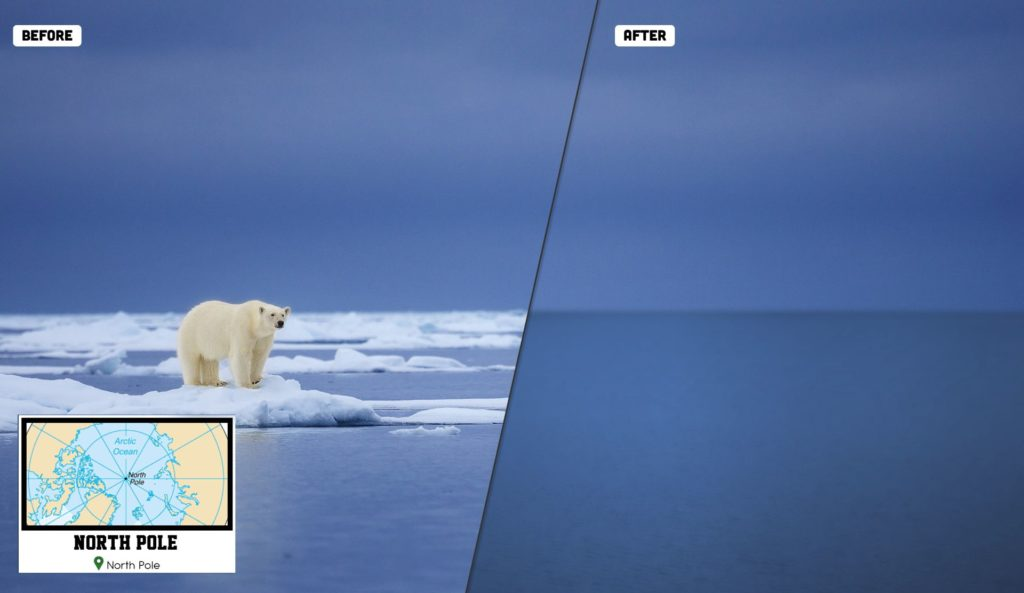 BEFORE
AFTER
Arctic
Ocean
North
Pole
NORTH POLE
North Pole